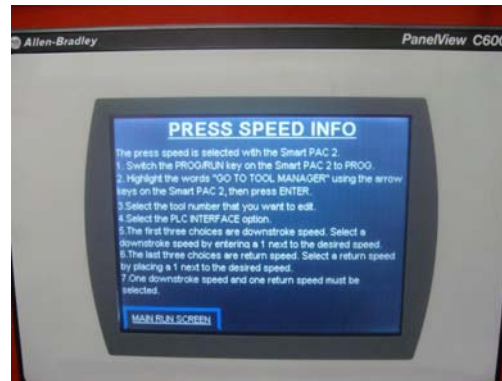 Allen-Bradley
PanelView C600
PRESS SPEED INFO
The press speed is selected with the Smart PAC 2.
1. Switch the PROG/RUN key on the Smart PAC 2 to PROG.
2. Highlight the words "GO TO TOOL MANAGER" using the arrow
keys on the Smart PAC 2, then press ENTER.
3.Select the tool number that you want to edit.
4.Select the PLC INTERFACE option.
5.The first three choices are downstroke speed. Select a
downstroke speed by entering a 1 next to the desired speed.
6.The last three choices are return speed. Select a return speed
by placing a 1 next to the desired speed.
7.One downstroke speed and one return speed must be
selected.
MAIN RUN SCREEN